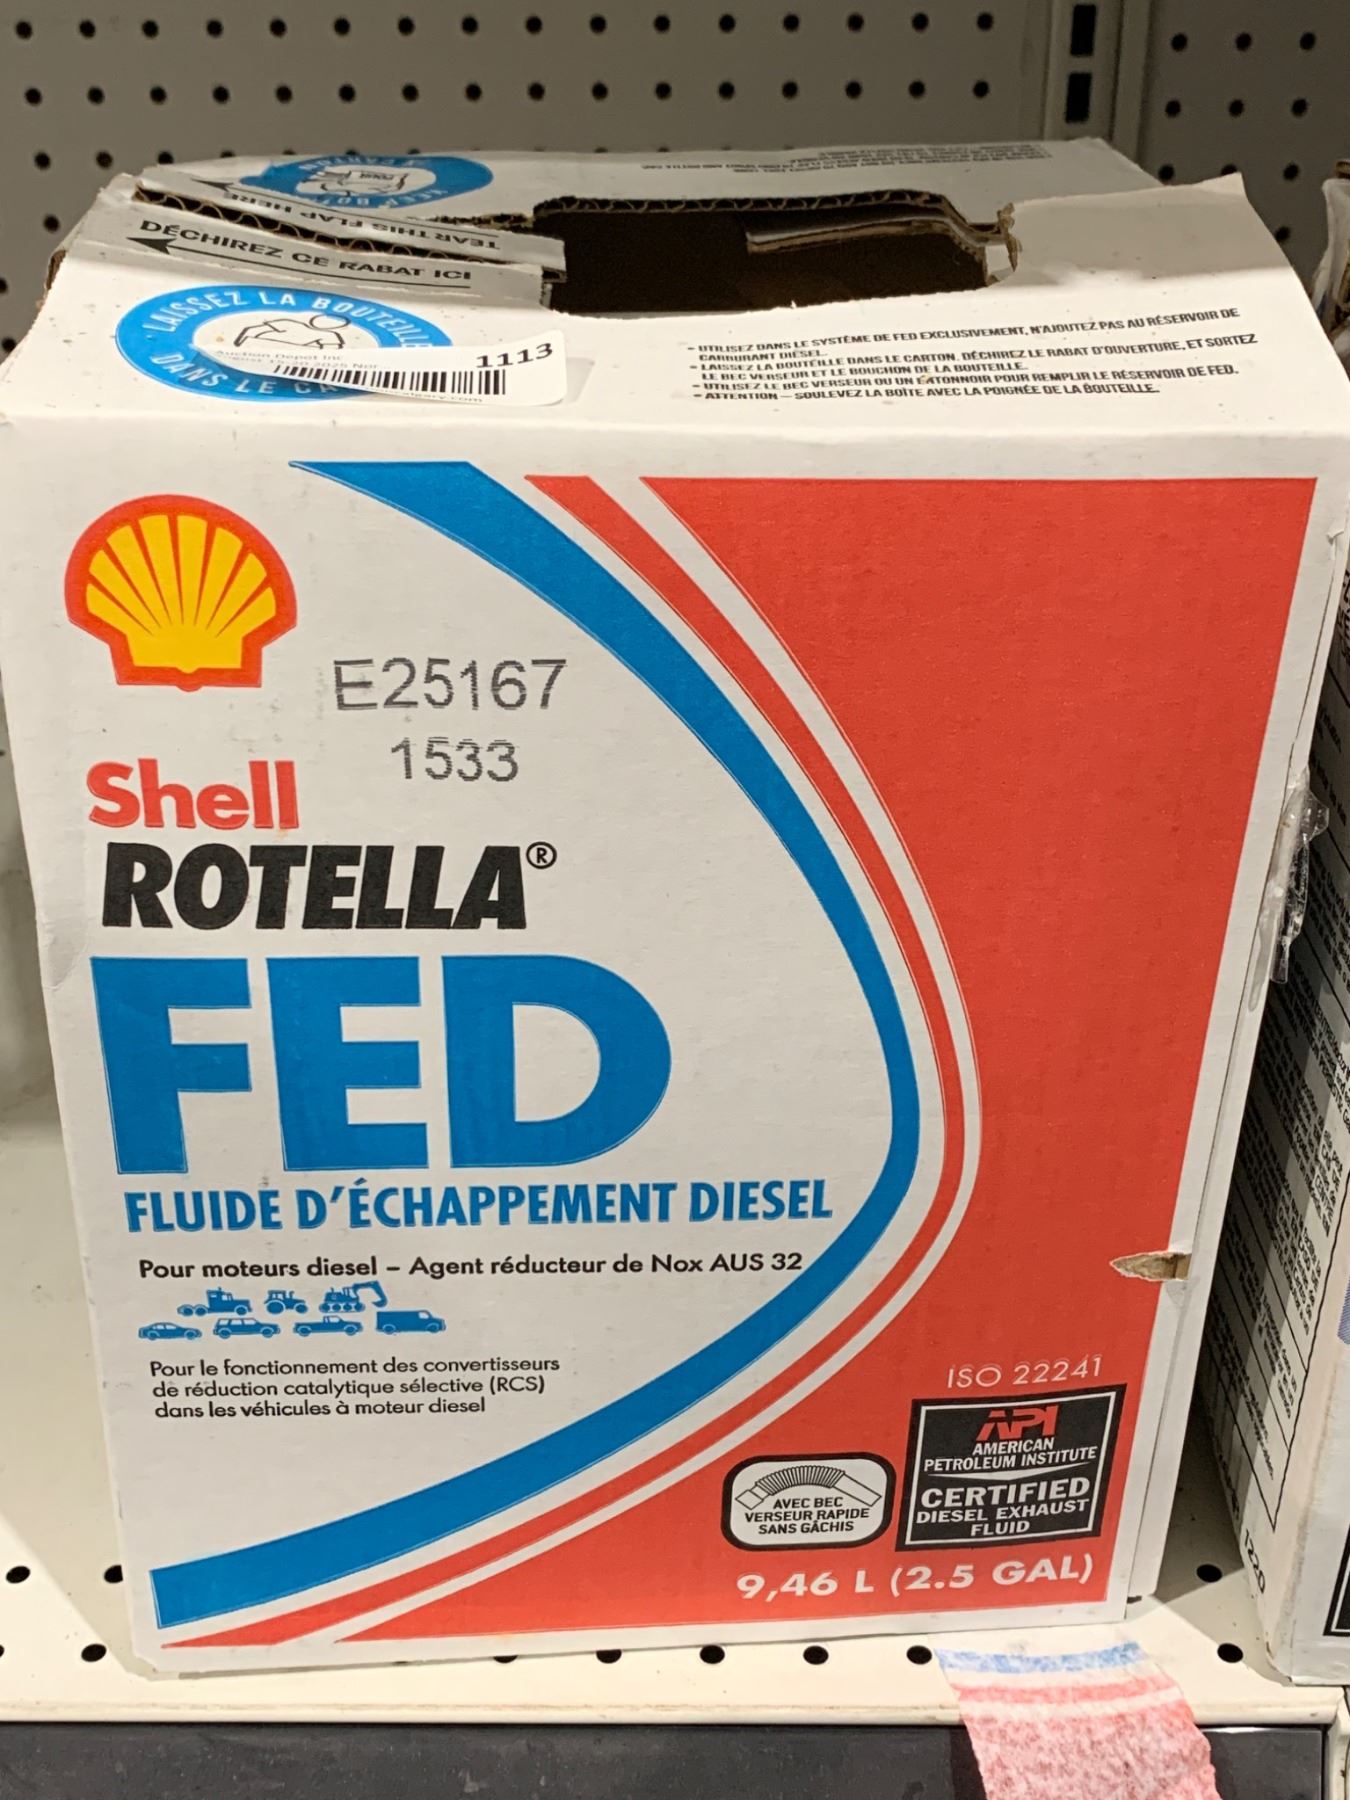 TEAR THIS FLAP HERE
DÉCHIREZ CE RABAT ICI
LAISSEZ LA BOUTEILLE
DANS LE
Auction Depot Inc
1113
- UTILISEZ DANS LE SYSTÈME DE FED EXCLUSIVEMENT, N'AJOUTEZ PAS AU RÉSERVOIR DE
CARBURANT DIESEL.
- LAISSEZ LA BOUTEILLE DANS LE CARTON. DÉCHIREZ LE RABAT D'OUVERTURE, ET SORTEZ
LE BEC VERSEUR ET LE BOUCHON DE LA BOUTEILLE.
- UTILISEZ LE BEC VERSEUR OU UN ENTONNOIR POUR REMPLIR LE RÉSERVOIR DE FED.
- ATTENTION — SOULEVEZ LA BOÎTE AVEC LA POIGNÉE DE LA BOUTEILLE.
E25167
1533
Shell
ROTELLA®
FED
FLUIDE D'ÉCHAPPEMENT DIESEL
Pour moteurs diesel – Agent réducteur de Nox AUS 32
Pour le fonctionnement des convertisseurs
de réduction catalytique sélective (RCS)
dans les véhicules à moteur diesel
ISO 22241
API
AMERICAN
PETROLEUM INSTITUTE
CERTIFIED
DIESEL EXHAUST
FLUID
AVEC BEC
VERSEUR RAPIDE
SANS GÂCHIS
9,46 L (2.5 GAL)
1220